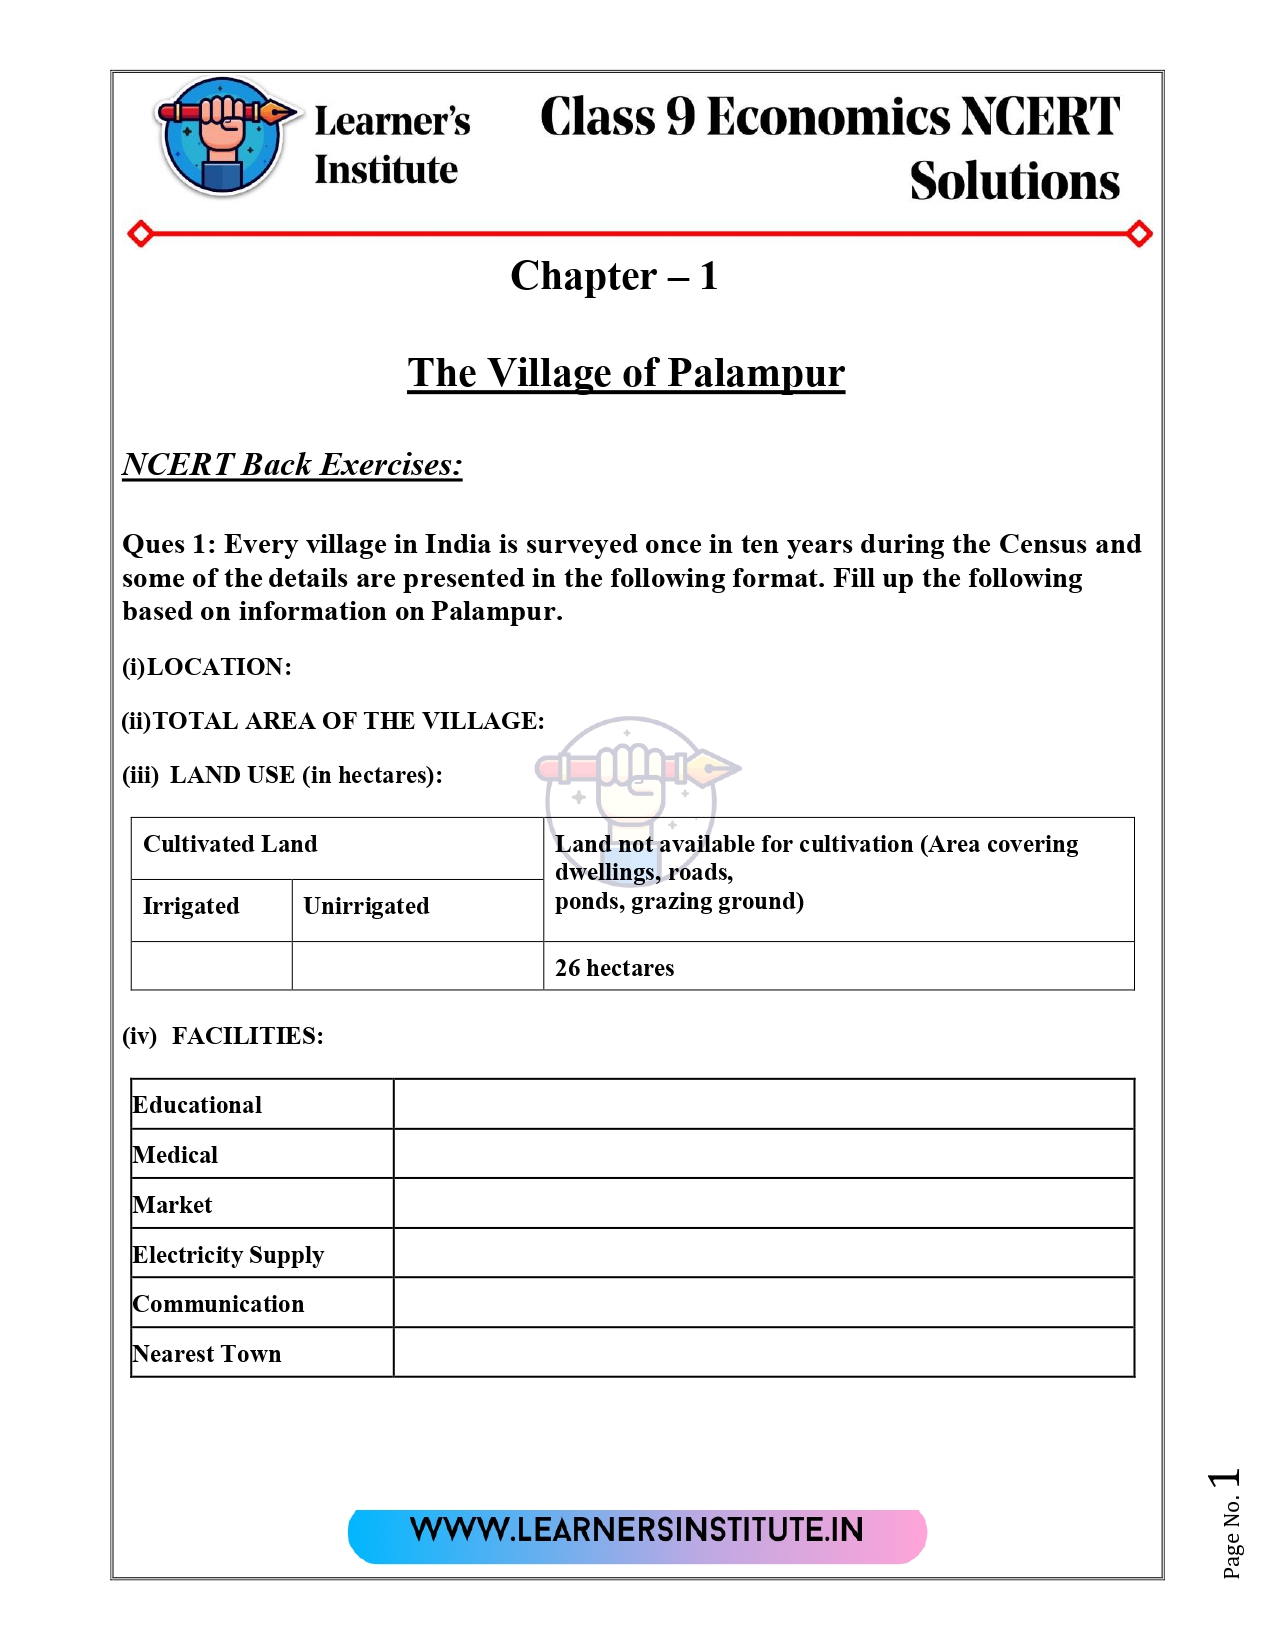 Learner's
Institute
Class 9 Economics NCERT
Solutions
Chapter – 1
The Village of Palampur
NCERT Back Exercises:
Ques 1: Every village in India is surveyed once in ten years during the Census and
some of the details are presented in the following format. Fill up the following
based on information on Palampur.
(i)LOCATION:
(ii)TOTAL AREA OF THE VILLAGE:
(iii) LAND USE (in hectares):
Cultivated Land
Land not available for cultivation (Area covering
dwellings, roads,
ponds, grazing ground)
Irrigated
Unirrigated
26 hectares
(iv) FACILITIES:
Educational
Medical
Market
Electricity Supply
Communication
Nearest Town
WWW.LEARNERSINSTITUTE.IN
Page No. 1